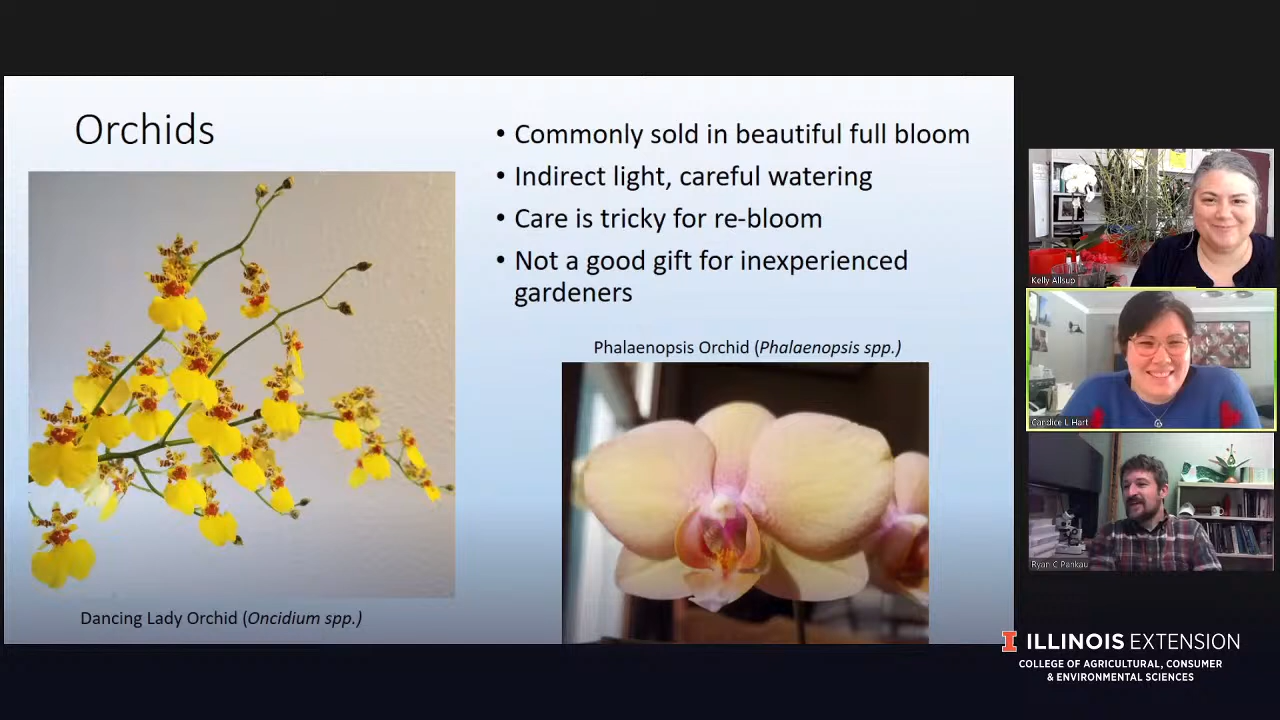 Orchids
• Commonly sold in beautiful full bloom
• Indirect light, careful watering
• Care is tricky for re-bloom
• Not a good gift for inexperienced
gardeners
Phalaenopsis Orchid (Phalaenopsis spp.)
Dancing Lady Orchid (Oncidium spp.)
Kelly Allsup
Candice L Hart
Ryan C Pankau
I ILLINOIS EXTENSION
COLLEGE OF AGRICULTURAL, CONSUMER
& ENVIRONMENTAL SCIENCES